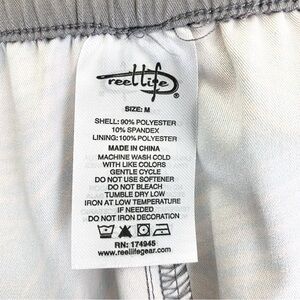 reellife
®
SIZE: M
SHELL: 90% POLYESTER
10% SPANDEX
LINING: 100% POLYESTER
MADE IN CHINA
MACHINE WASH COLD
WITH LIKE COLORS
GENTLE CYCLE
DO NOT USE SOFTENER
DO NOT BLEACH
TUMBLE DRY LOW
IRON AT LOW TEMPERATURE
IF NEEDED
DO NOT IRON DECORATION
RN: 174945
www.reellifegear.com